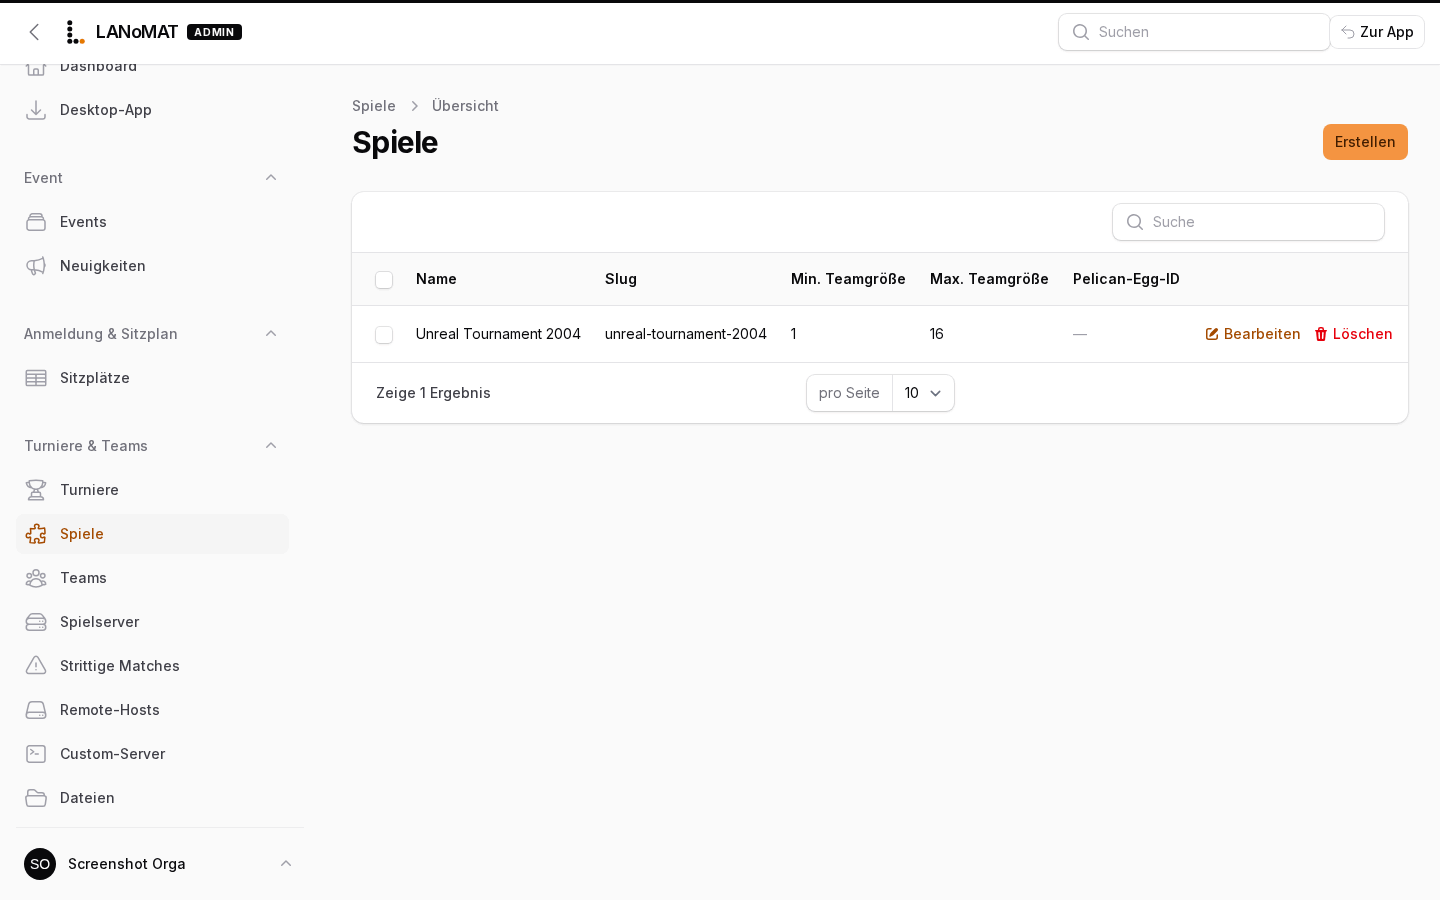 LANoMAT ADMIN
Suchen
Zur App
Dashboard
Desktop-App
Event
Events
Neuigkeiten
Anmeldung & Sitzplan
Sitzplätze
Turniere & Teams
Turniere
Spiele
Teams
Spielserver
Strittige Matches
Remote-Hosts
Custom-Server
Dateien
SO Screenshot Orga
Spiele Übersicht
Spiele
Erstellen
Suche
Name Slug Min. Teamgröße Max. Teamgröße Pelican-Egg-ID
Unreal Tournament 2004 unreal-tournament-2004 1 16 — Bearbeiten Löschen
Zeige 1 Ergebnis pro Seite 10